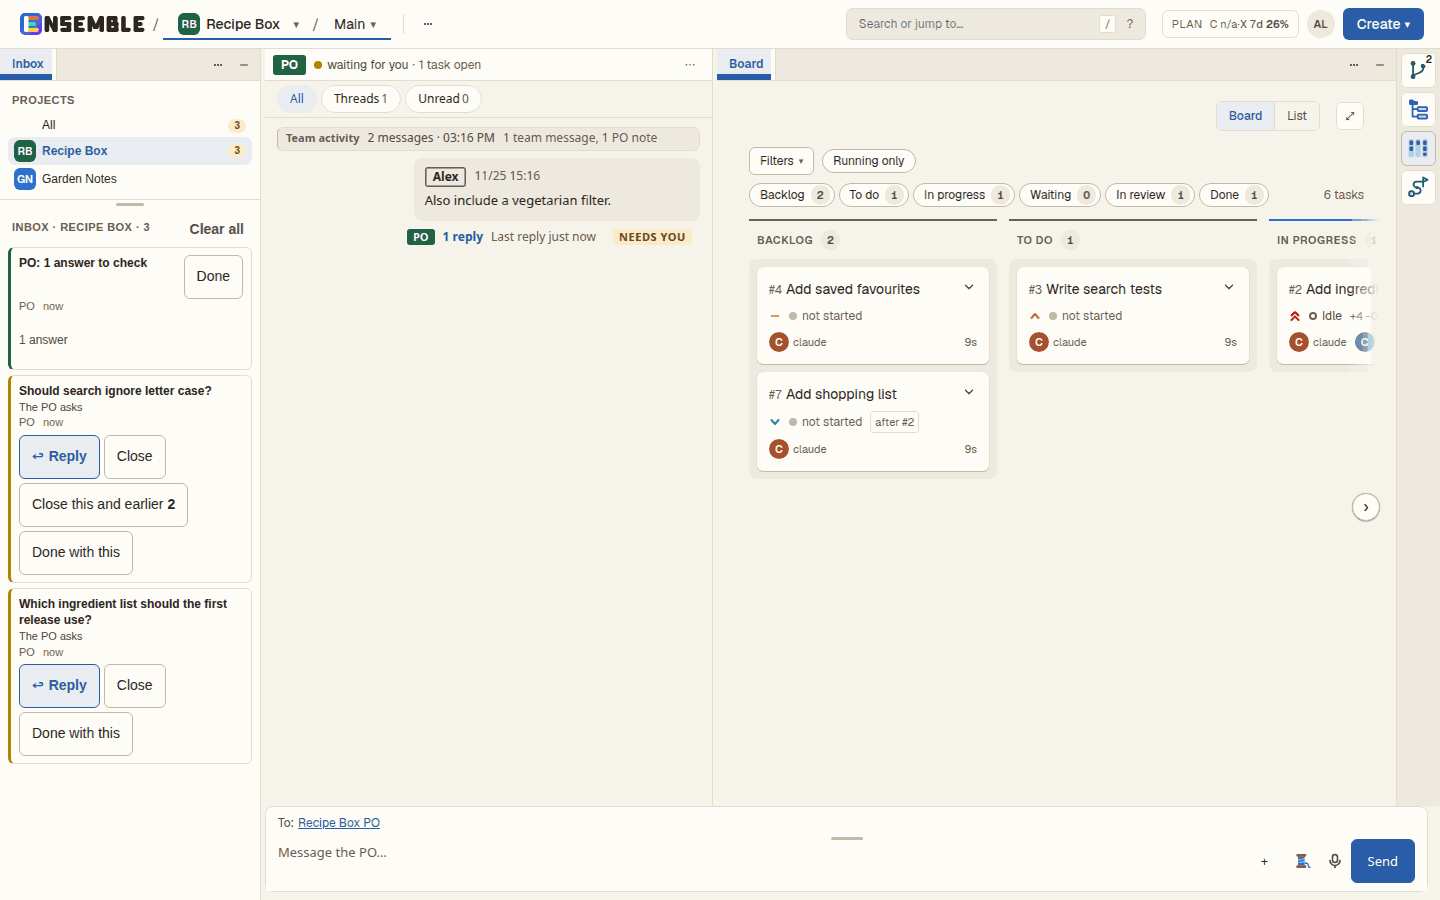 ENSEMBLE / RB Recipe Box ▾ / Main ▾ ···
Search or jump to... / ?
PLAN C n/a·X 7d 26%
AL
Create ▾
Inbox
PROJECTS
All 3
RB Recipe Box 3
GN Garden Notes
INBOX · RECIPE BOX · 3 Clear all
PO: 1 answer to check
Done
PO now
1 answer
Should search ignore letter case?
The PO asks
PO now
↩ Reply
Close
Close this and earlier 2
Done with this
Which ingredient list should the first
release use?
The PO asks
PO now
↩ Reply
Close
Done with this
PO waiting for you · 1 task open
All Threads 1 Unread 0
Team activity 2 messages · 03:16 PM 1 team message, 1 PO note
Alex 11/25 15:16
Also include a vegetarian filter.
PO 1 reply Last reply just now NEEDS YOU
Board
Board List
Filters ▾ Running only
Backlog 2 To do 1 In progress 1 Waiting 0 In review 1 Done 1 6 tasks
BACKLOG 2
#4 Add saved favourites
not started
C claude 9s
#7 Add shopping list
not started after #2
C claude 9s
TO DO 1
#3 Write search tests
not started
C claude 9s
IN PROGRESS 1
#2 Add ingredi
Idle +4 −0
C claude C
›
2
To: Recipe Box PO
Message the PO...
+
Send